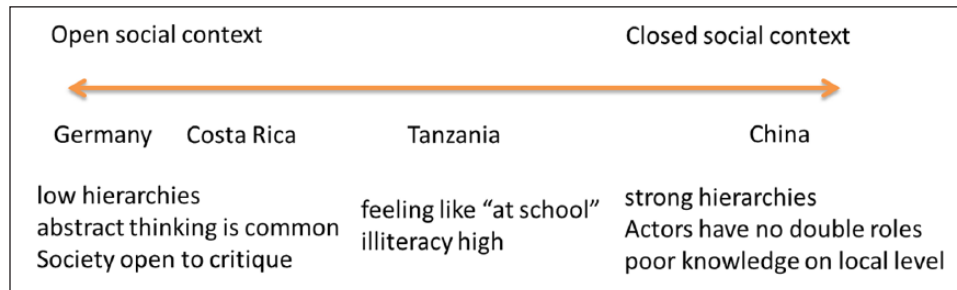 Open social context
Closed social context
Germany
Costa Rica
Tanzania
China
low hierarchies
abstract thinking is common
Society open to critique
feeling like “at school”
illiteracy high
strong hierarchies
Actors have no double roles
poor knowledge on local level